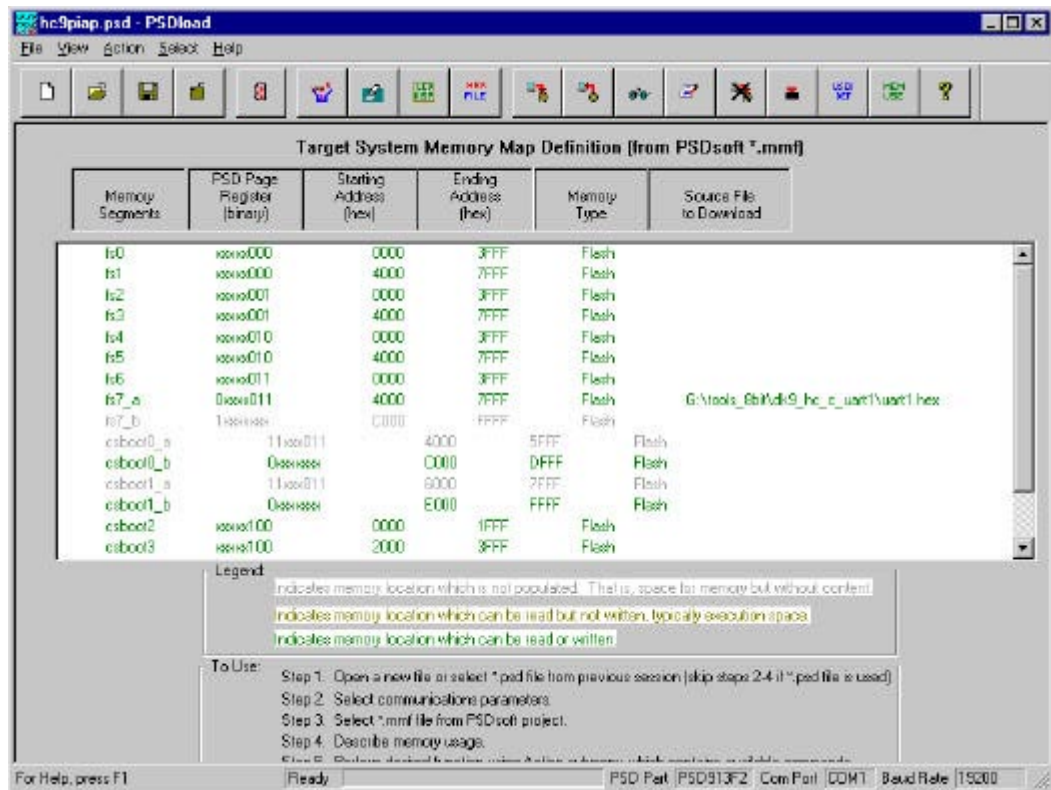 hc9piap.psd - PSDload
File View Action Select Help
Target System Memory Map Definition (from PSDsoft *.mmf)
Memory Segments PSD Page Register (binary) Starting Address (hex) Ending Address (hex) Memory Type Source File to Download
fs0 xxxxx000 0000 3FFF Flash
fs1 xxxxx000 4000 7FFF Flash
fs2 xxxxx001 0000 3FFF Flash
fs3 xxxxx001 4000 7FFF Flash
fs4 xxxxx010 0000 3FFF Flash
fs5 xxxxx010 4000 7FFF Flash
fs6 xxxxx011 0000 3FFF Flash
fs7_a 0xxxx011 4000 7FFF Flash G:\tools_8bit\dk9_hc_c_uart1\uart1.hex
fs7_b 1xxxxxxx C000 FFFF Flash
csboot0_a 11xxx011 4000 5FFF Flash
csboot0_b 0xxxxxxx C000 DFFF Flash
csboot1_a 11xxx011 6000 7FFF Flash
csboot1_b 0xxxxxxx E000 FFFF Flash
csboot2 xxxxx100 0000 1FFF Flash
csboot3 xxxxx100 2000 3FFF Flash
Legend:
Indicates memory location which is not populated. That is, space for memory but without content.
Indicates memory location which can be read but not written, typically execution space.
Indicates memory location which can be read or written.
To Use:
Step 1. Open a new file or select *.psd file from previous session (skip steps 2-4 if *.psd file is used)
Step 2. Select communications parameters.
Step 3. Select *.mmf file from PSDsoft project.
Step 4. Describe memory usage.
For Help, press F1 Ready PSD Part PSD913F2 Com Port COM1 Baud Rate 19200